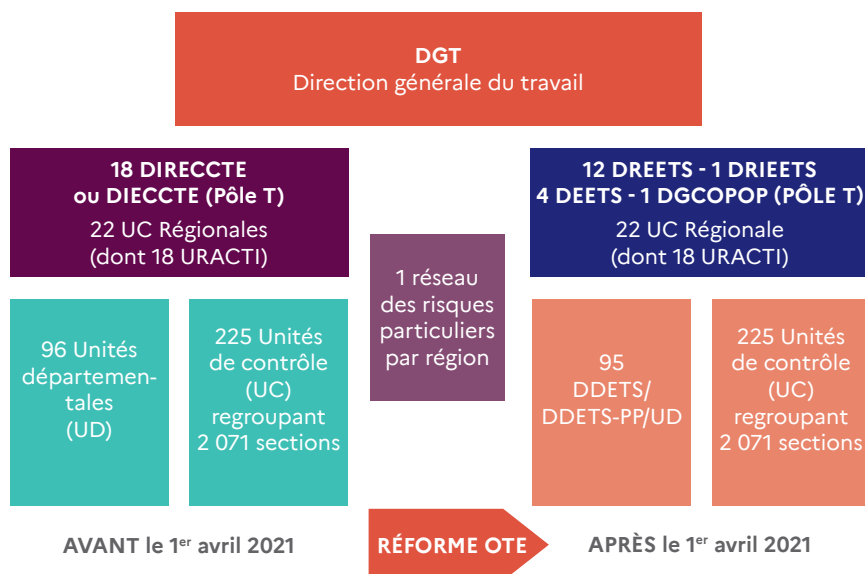 DGT
Direction générale du travail
18 DIRECCTE
ou DIECCTE (Pôle T)
22 UC Régionales
(dont 18 URACTI)
96 Unités
départemen-
tales
(UD)
225 Unités
de contrôle
(UC)
regroupant
2 071 sections
1 réseau
des risques
particuliers
par région
12 DREETS - 1 DRIEETS
4 DEETS - 1 DGCOPOP (PÔLE T)
22 UC Régionale
(dont 18 URACTI)
95
DDETS/
DDETS-PP/UD
225 Unités
de contrôle
(UC)
regroupant
2 071 sections
AVANT le 1er avril 2021
RÉFORME OTE
APRÈS le 1er avril 2021